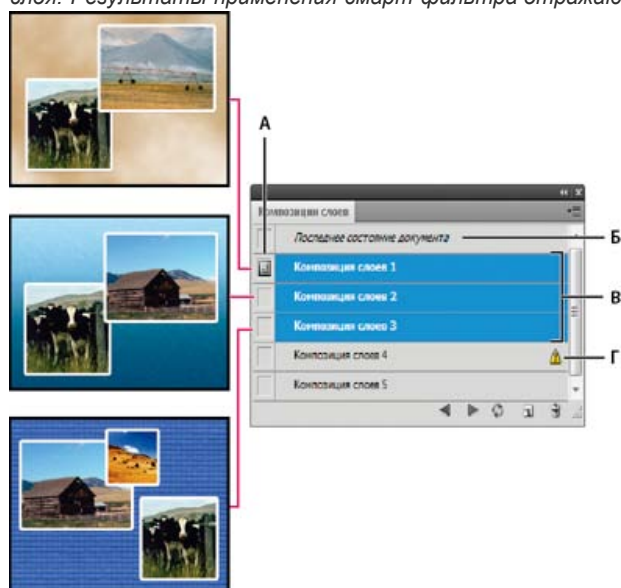 слоя. Результаты применения смарт-фильтра отражаю
А
Композиции слоев
Последнее состояние документа
Б
Композиция слоев 1
Композиция слоев 2
В
Композиция слоев 3
Композиция слоев 4
Г
Композиция слоев 5